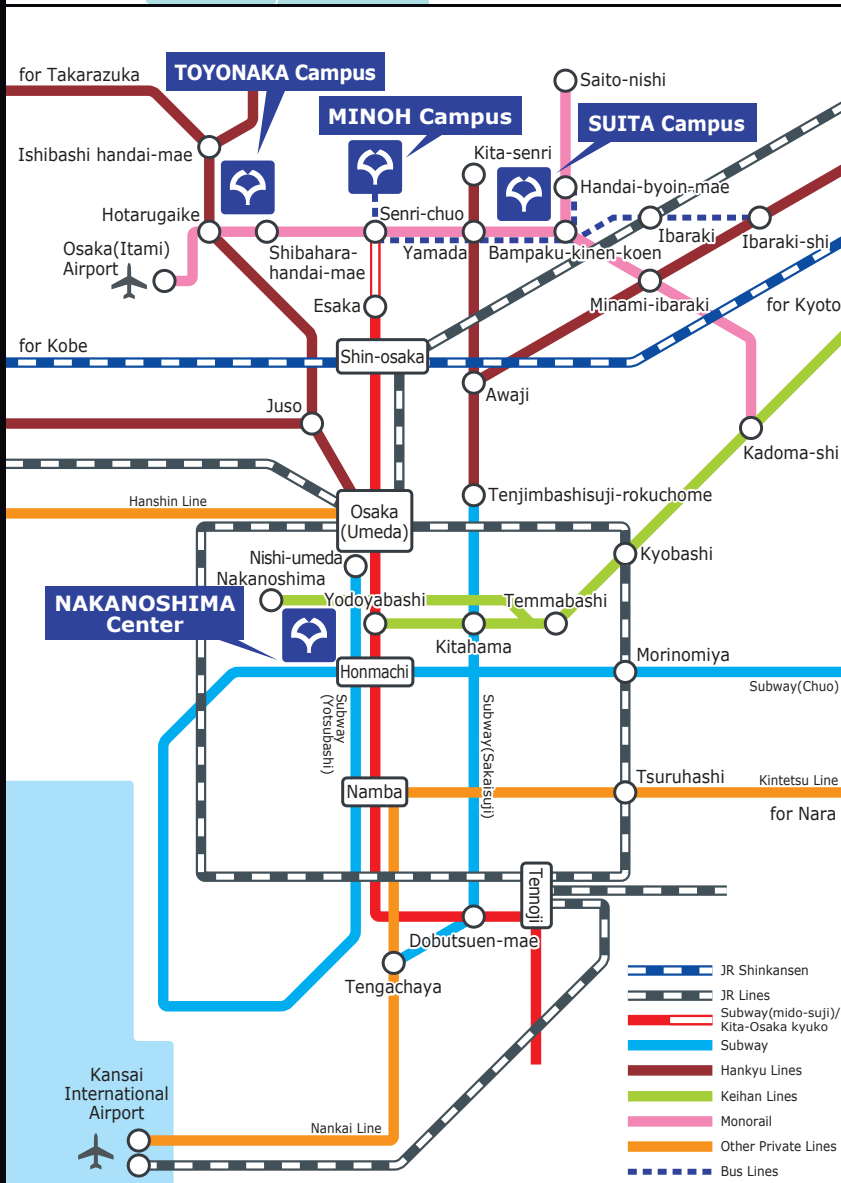 for Takarazuka
TOYONAKA Campus
MINOH Campus
SUITA Campus
Saito-nishi
Ishibashi handai-mae
Kita-senri
Handai-byoin-mae
Hotarugaike
Senri-chuo
Osaka(Itami)
Airport
Shibahara-
handai-mae
Yamada
Bampaku-kinen-koen
Ibaraki
Ibaraki-shi
Esaka
Minami-ibaraki
for Kyoto
for Kobe
Shin-osaka
Awaji
Juso
Kadoma-shi
Hanshin Line
Osaka
(Umeda)
Tenjimbashisuji-rokuchome
Nishi-umeda
Kyobashi
Nakanoshima
Yodoyabashi
Temmabashi
NAKANOSHIMA
Center
Kitahama
Honmachi
Morinomiya
Subway(Chuo)
Subway
(Yotsubashi)
Subway(Sakaisuji)
Namba
Tsuruhashi
Kintetsu Line
for Nara
Tennoji
Dobutsuen-mae
Tengachaya
Kansai
International
Airport
Nankai Line
JR Shinkansen
JR Lines
Subway(mido-suji)/
Kita-Osaka kyuko
Subway
Hankyu Lines
Keihan Lines
Monorail
Other Private Lines
Bus Lines